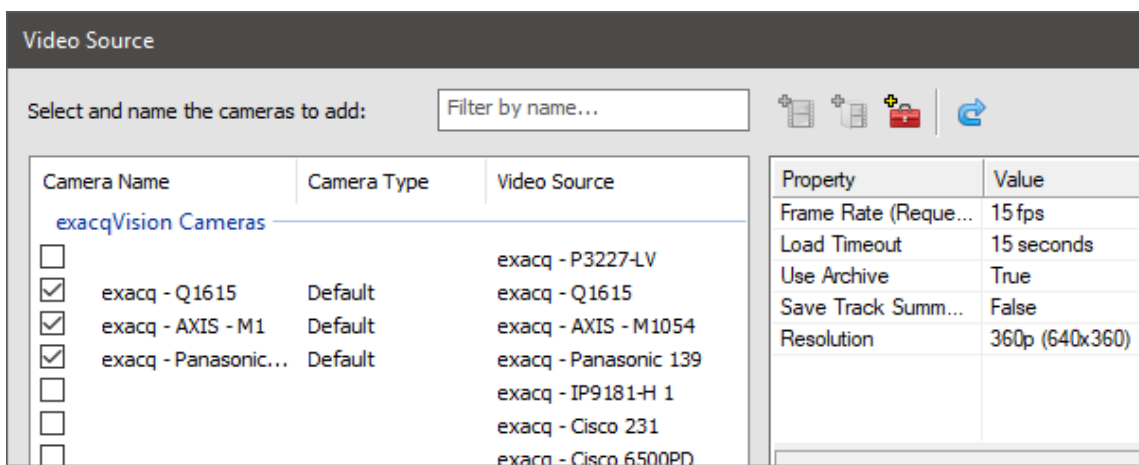 Video Source
Select and name the cameras to add:
Filter by name...
Camera Name Camera Type Video Source
exacqVision Cameras
exacq - P3227-LV
exacq - Q1615 Default exacq - Q1615
exacq - AXIS - M1 Default exacq - AXIS - M1054
exacq - Panasonic... Default exacq - Panasonic 139
exacq - IP9181-H 1
exacq - Cisco 231
exacq - Cisco 6500PD
Property Value
Frame Rate (Reque... 15 fps
Load Timeout 15 seconds
Use Archive True
Save Track Summ... False
Resolution 360p (640x360)